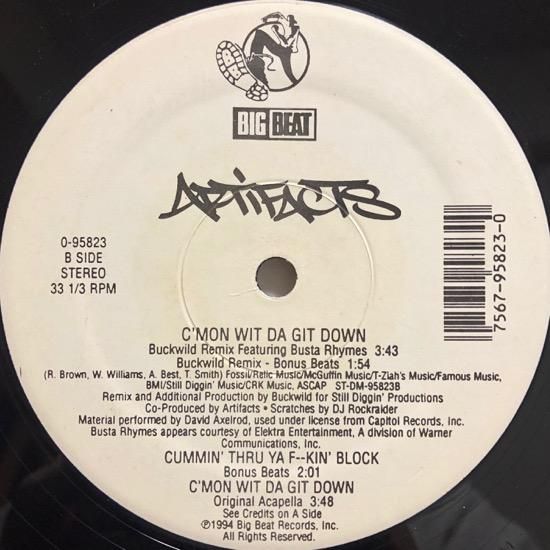 BIG BEAT
ARTIFACTS
0-95823
B SIDE
STEREO
33 1/3 RPM
7567-95823-0
C'MON WIT DA GIT DOWN
Buckwild Remix Featuring Busta Rhymes 3:43
Buckwild Remix - Bonus Beats 1:54
(R. Brown, W. Williams, A. Best, T. Smith) Fossil/Relic Music/McGuffin Music/T-Ziah's Music/Famous Music,
BMI/Still Diggin' Music/CRK Music, ASCAP ST-DM-95823B
Remix and Additional Production by Buckwild for Still Diggin' Productions
Co-Produced by Artifacts • Scratches by DJ Rockraider
Material performed by David Axelrod, used under license from Capitol Records, Inc.
Busta Rhymes appears courtesy of Elektra Entertainment, A division of Warner
Communications, Inc.
CUMMIN' THRU YA F--KIN' BLOCK
Bonus Beats 2:01
C'MON WIT DA GIT DOWN
Original Acapella 3:48
See Credits on A Side
℗1994 Big Beat Records, Inc.
All Rights Reserved.